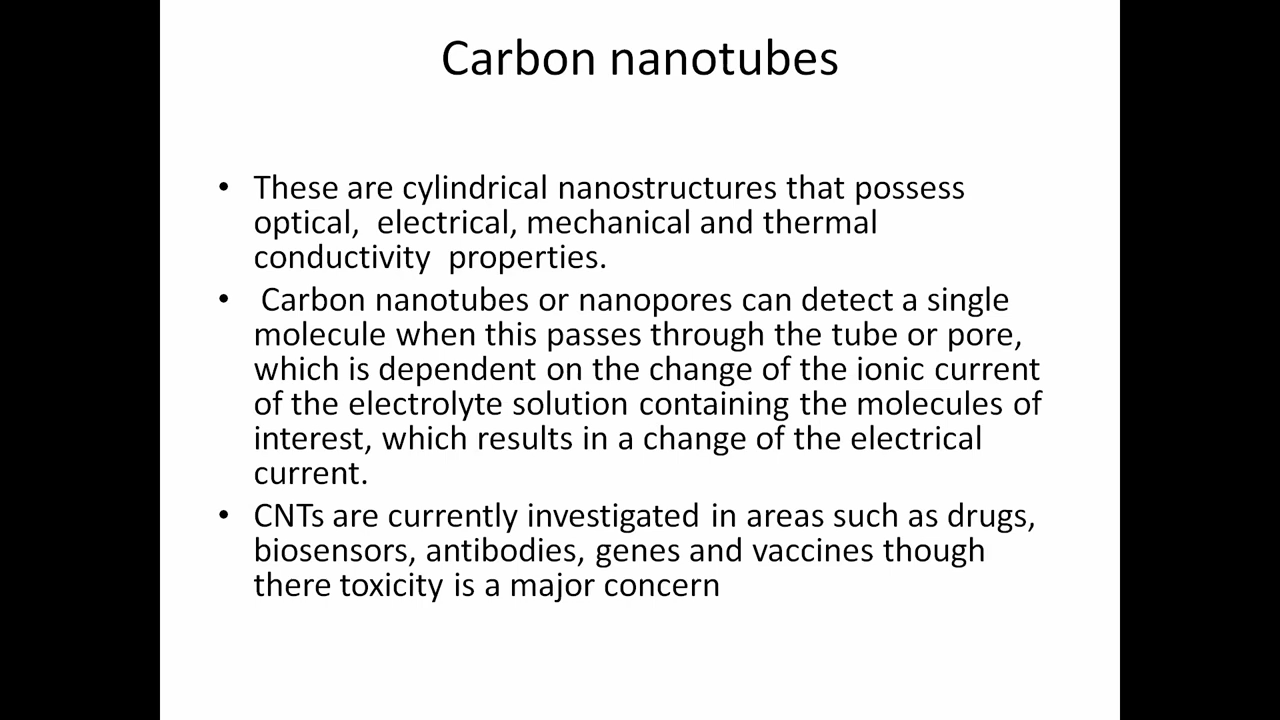 Carbon nanotubes
• These are cylindrical nanostructures that possess
optical,  electrical, mechanical and thermal
conductivity  properties.
•  Carbon nanotubes or nanopores can detect a single
molecule when this passes through the tube or pore,
which is dependent on the change of the ionic current
of the electrolyte solution containing the molecules of
interest, which results in a change of the electrical
current.
• CNTs are currently investigated in areas such as drugs,
biosensors, antibodies, genes and vaccines though
there toxicity is a major concern